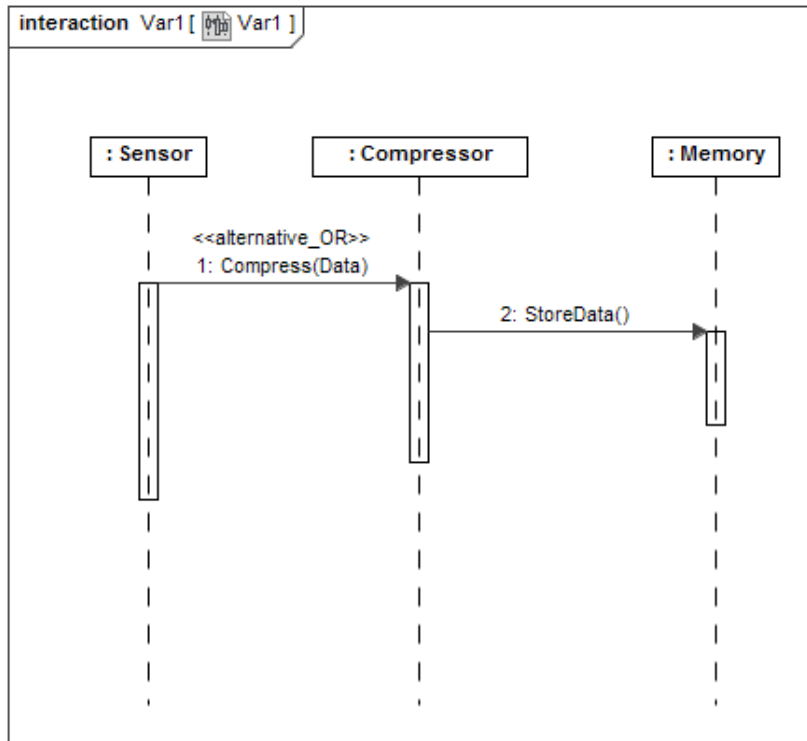 interaction Var1 [ Var1 ]
: Sensor
: Compressor
: Memory
<<alternative_OR>>
1: Compress(Data)
2: StoreData()